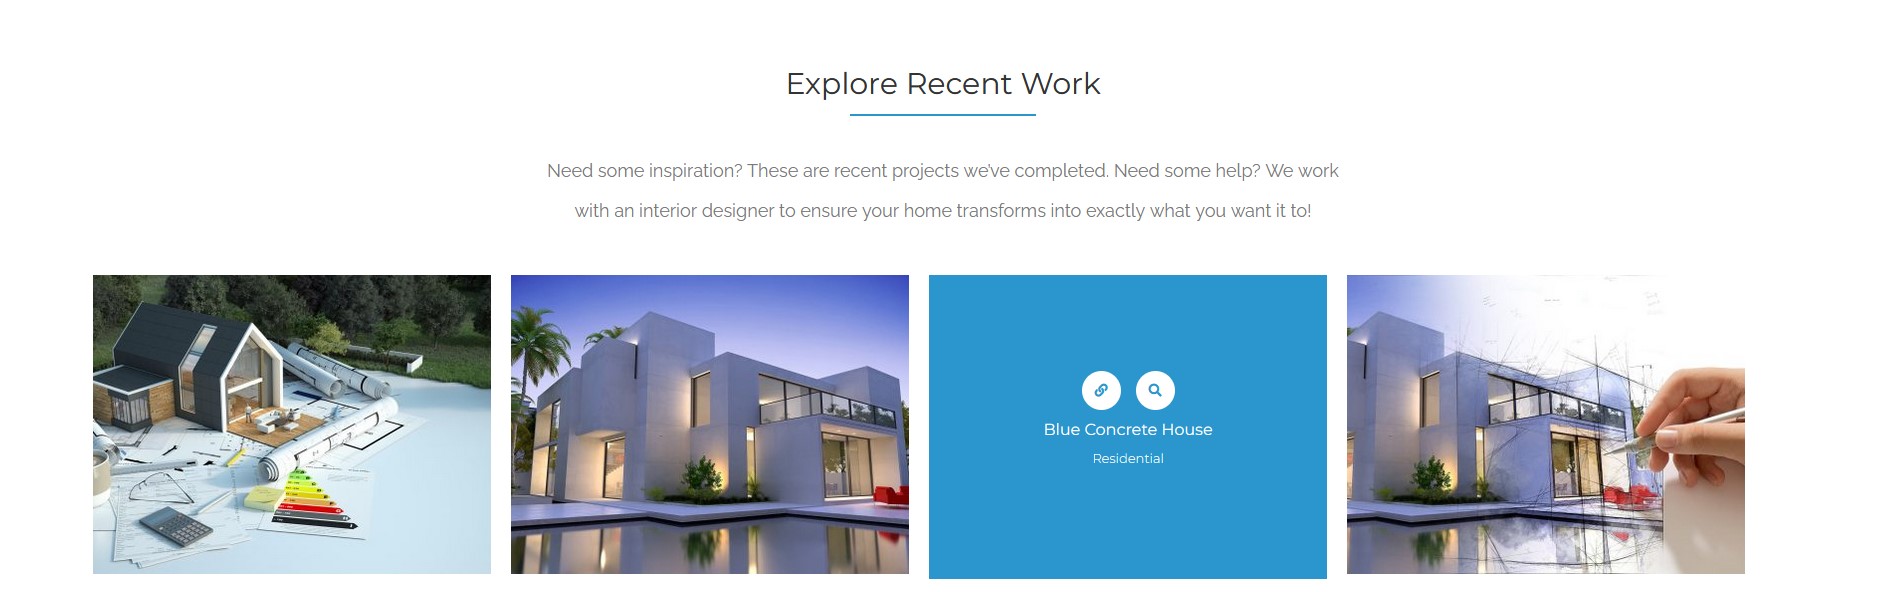 Explore Recent Work
Need some inspiration? These are recent projects we've completed. Need some help? We work
with an interior designer to ensure your home transforms into exactly what you want it to!
Blue Concrete House
Residential